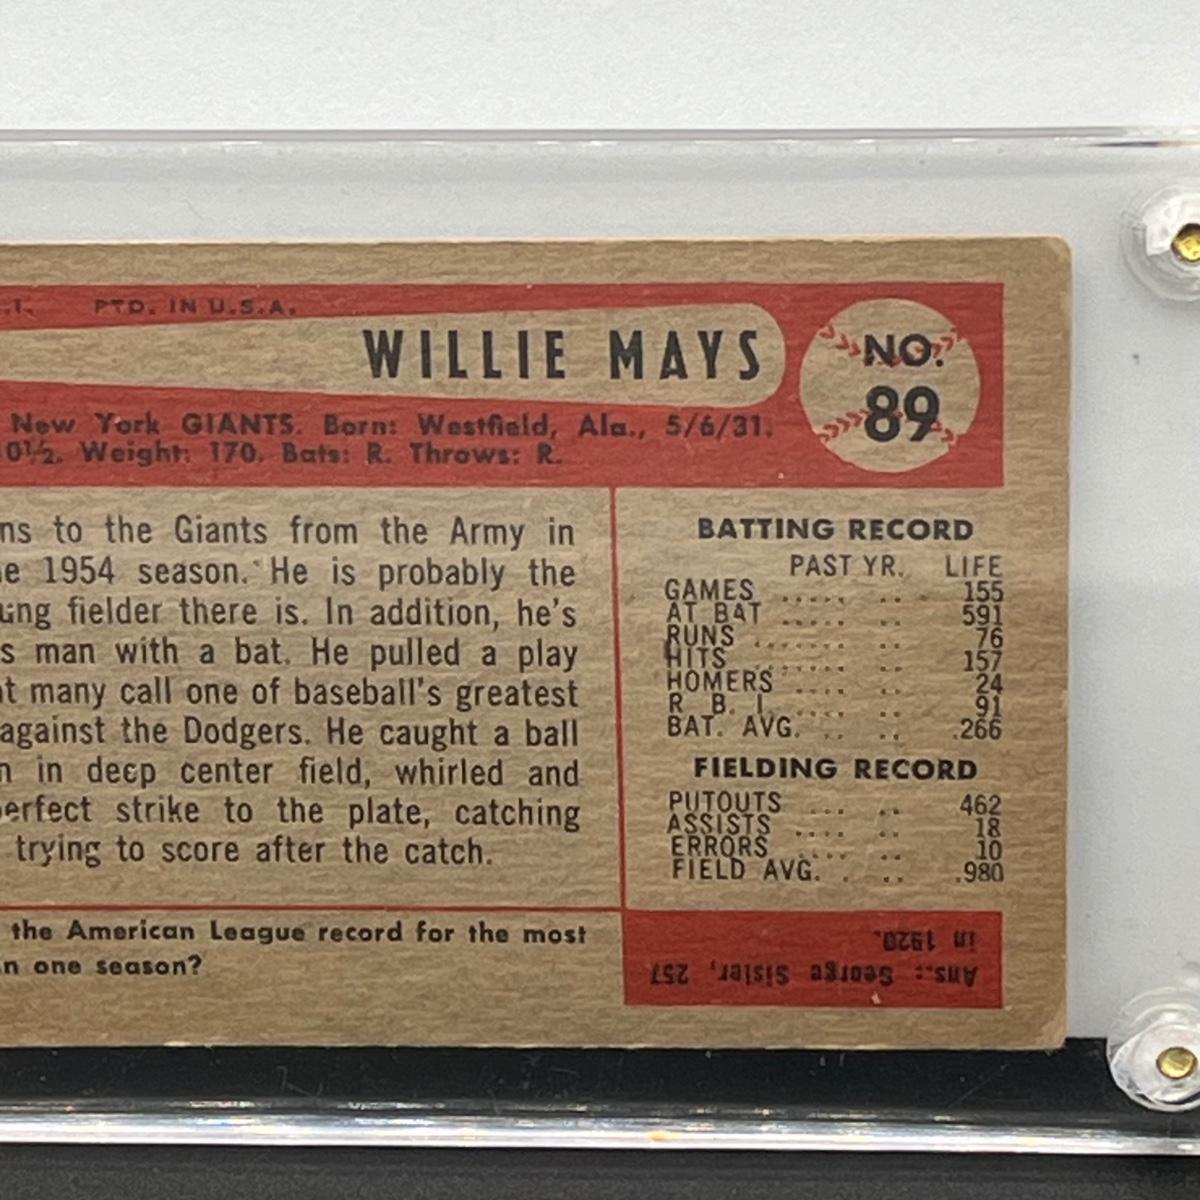 PTD. IN U.S.A.
WILLIE MAYS
NO.
89
New York GIANTS. Born: Westfield, Ala., 5/6/31.
0½. Weight: 170. Bats: R. Throws: R.
ns to the Giants from the Army in
e 1954 season. He is probably the
ung fielder there is. In addition, he's
s man with a bat. He pulled a play
at many call one of baseball's greatest
against the Dodgers. He caught a ball
n in deep center field, whirled and
perfect strike to the plate, catching
trying to score after the catch.
the American League record for the most
n one season?
BATTING RECORD
PAST YR. LIFE
GAMES ..... .. 155
AT BAT ..... .. 591
RUNS ....... .. 76
HITS ....... .. 157
HOMERS ..... .. 24
R. B. I. ..... .. 91
BAT. AVG. .. .. .266
FIELDING RECORD
PUTOUTS .... .. 462
ASSISTS .... .. 18
ERRORS ..... .. 10
FIELD AVG. . .. .980
Ans.: George Sisler, 257
in 1920.